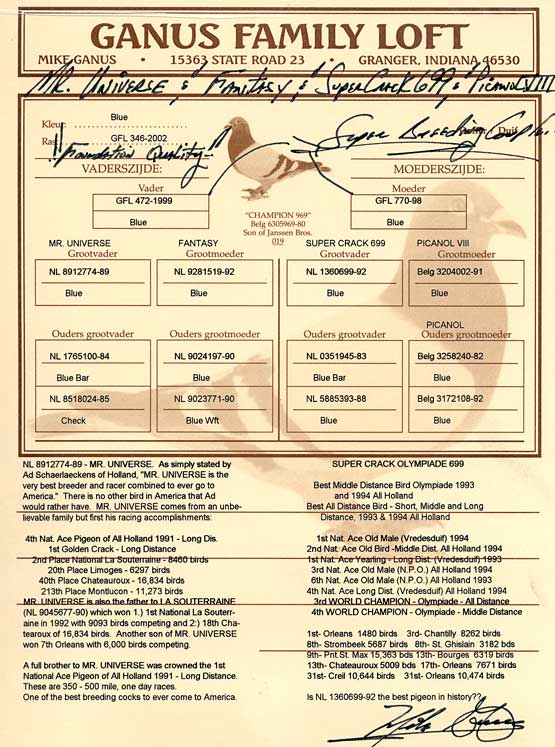 GANUS FAMILY LOFT
MIKE GANUS • 15363 STATE ROAD 23 • GRANGER, INDIANA 46530
Mr. Universe & Fantasy & Super Crack 699 & Picanol VIII
Kleur Blue
Ras GFL 346-2002
"Foundation Quality"
Super Breeding
Duif
VADERSZIJDE:
MOEDERSZIJDE:
Vader
GFL 472-1999
Blue
Moeder
GFL 770-98
Blue
"CHAMPION 969"
Belg 6305969-80
Son of Janssen Bros.
019
MR. UNIVERSE
Grootvader
NL 8912774-89
Blue
FANTASY
Grootmoeder
NL 9281519-92
Blue
SUPER CRACK 699
Grootvader
NL 1360699-92
Blue
PICANOL VIII
Grootmoeder
Belg 3204002-91
Blue
Ouders grootvader
NL 1765100-84
Blue Bar
NL 8518024-85
Check
Ouders grootmoeder
NL 9024197-90
Blue
NL 9023771-90
Blue Wft
Ouders grootvader
NL 0351945-83
Blue Bar
NL 5885393-88
Blue
PICANOL
Ouders grootmoeder
Belg 3258240-82
Blue
Belg 3172108-92
Blue
NL 8912774-89 - MR. UNIVERSE. As simply stated by
Ad Schaerlaeckens of Holland, "MR. UNIVERSE is the
very best breeder and racer combined to ever go to
America." There is no other bird in America that Ad
would rather have. MR. UNIVERSE comes from an unbe-
lievable family but first his racing accomplishments:
4th Nat. Ace Pigeon of All Holland 1991 - Long Dis.
1st Golden Crack - Long Distance
2nd Place National La Souterraine - 8460 birds
20th Place Limoges - 6297 birds
40th Place Chateauroux - 16,834 birds
213th Place Montlucon - 11,273 birds
MR. UNIVERSE is also the father to LA SOUTERRAINE
(NL 9045677-90) which won 1.) 1st National La Souterr-
aine in 1992 with 9093 birds competing and 2.) 18th Cha-
tearoux of 16,834 birds. Another son of MR. UNIVERSE
won 7th Orleans with 6,000 birds competing.
A full brother to MR. UNIVERSE was crowned the 1st
National Ace Pigeon of All Holland 1991 - Long Distance.
These are 350 - 500 mile, one day races.
One of the best breeding cocks to ever come to America.
SUPER CRACK OLYMPIADE 699
Best Middle Distance Bird Olympiade 1993
and 1994 All Holland
Best All Distance Bird - Short, Middle and Long
Distance, 1993 & 1994 All Holland
1st Nat. Ace Old Male (Vredesduif) 1994
2nd Nat. Ace Old Bird -Middle Dist. All Holland 1994
1st Nat. Ace Yearling - Long Dist. (Vredesduif) 1993
3rd Nat. Ace Old Male (N.P.O.) All Holland 1994
6th Nat. Ace Old Male (N.P.O.) All Holland 1993
4th Nat. Ace Long Dist. (Vredesduif) All Holland 1994
3rd WORLD CHAMPION - Olympiade - All Distance
4th WORLD CHAMPION - Olympiade - Middle Distance
1st- Orleans 1480 birds 3rd- Chantilly 8262 birds
8th- Strombeek 5687 birds 8th- St. Ghislain 3182 bds
9th- Pnt.St. Max 15,363 bds 13th- Bourges 6319 birds
13th- Chateauroux 5009 bds 17th- Orleans 7671 birds
31st- Creil 10,644 birds 31st- Orleans 10,474 birds
Is NL 1360699-92 the best pigeon in history??